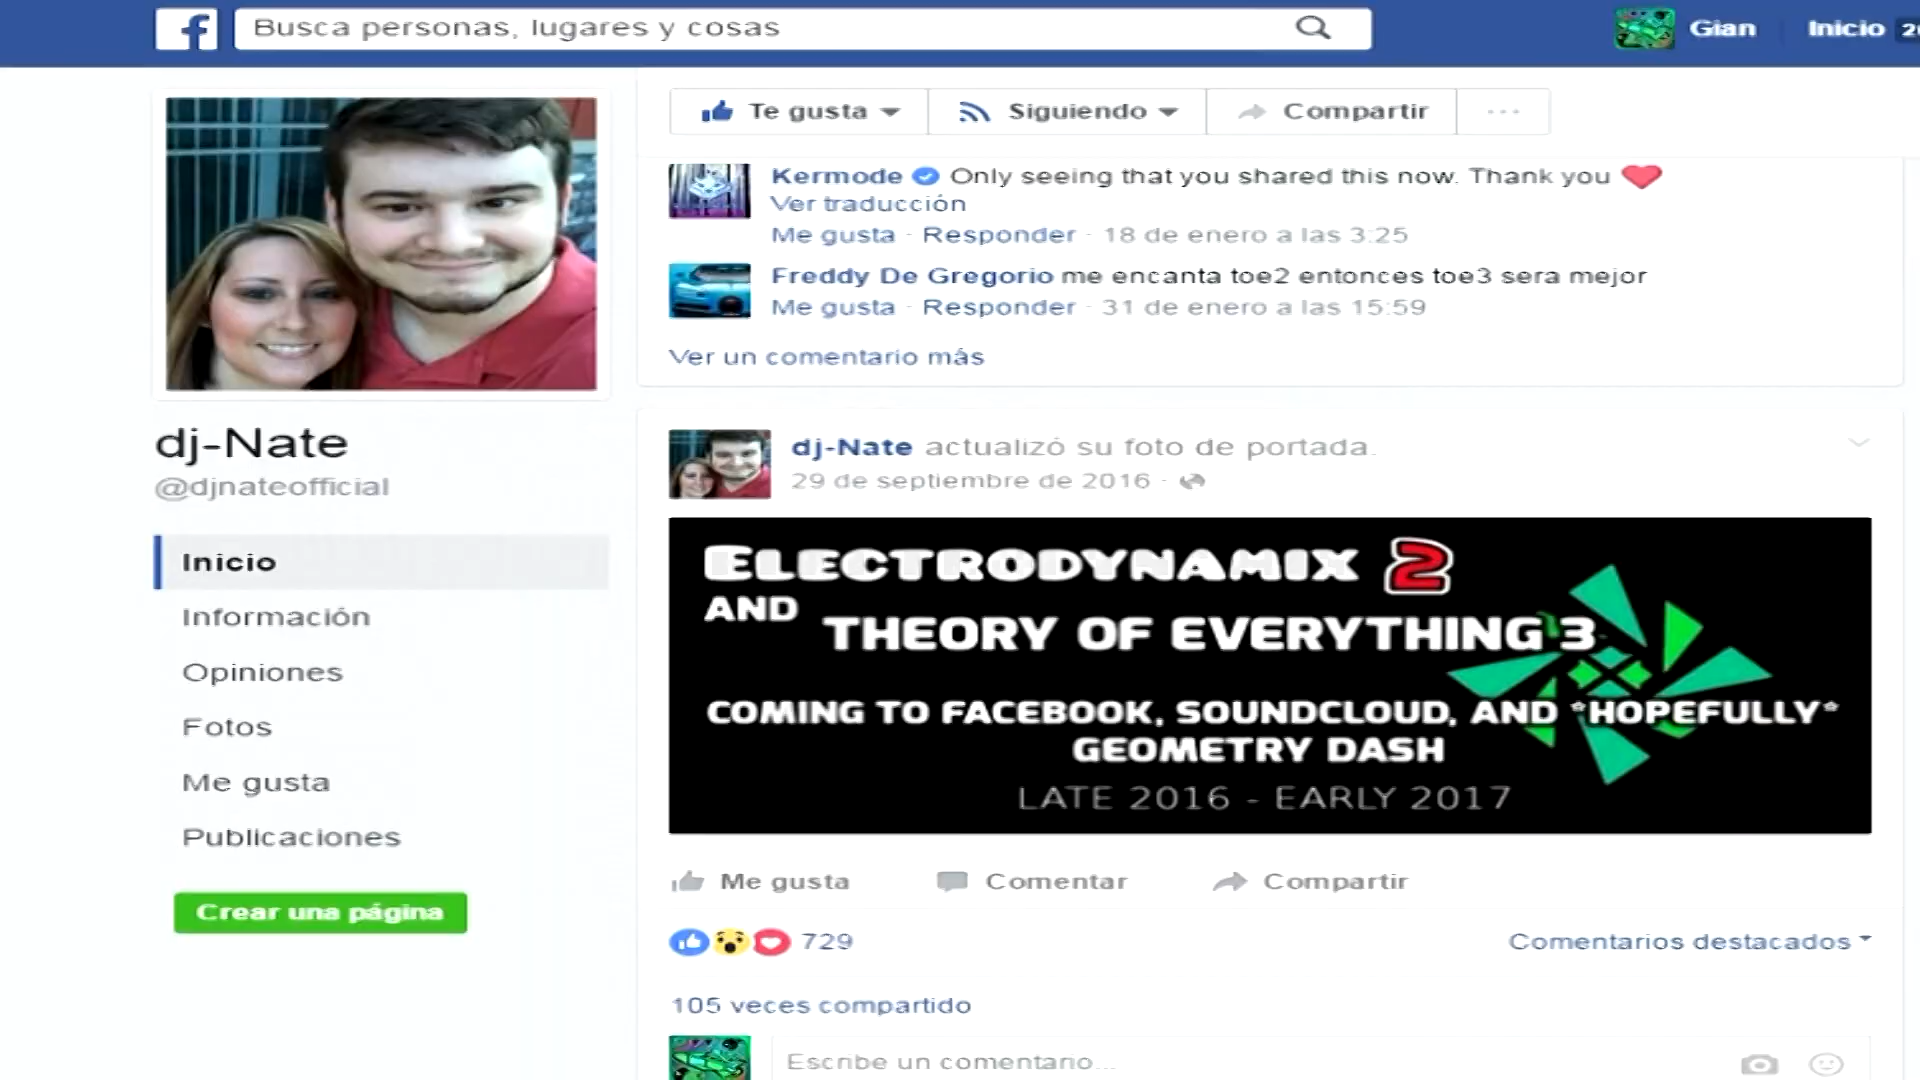 Busca personas, lugares y cosas
Gian
Inicio
Te gusta
Siguiendo
Compartir
Kermode Only seeing that you shared this now. Thank you
Ver traducción
Me gusta · Responder · 18 de enero a las 3:25
Freddy De Gregorio me encanta toe2 entonces toe3 sera mejor
Me gusta · Responder · 31 de enero a las 15:59
Ver un comentario más
dj-Nate
@djnateofficial
Inicio
Información
Opiniones
Fotos
Me gusta
Publicaciones
Crear una página
dj-Nate actualizó su foto de portada.
29 de septiembre de 2016 ·
ELECTRODYNAMIX 2
AND
THEORY OF EVERYTHING 3
COMING TO FACEBOOK, SOUNDCLOUD, AND *HOPEFULLY*
GEOMETRY DASH
LATE 2016 - EARLY 2017
Me gusta
Comentar
Compartir
729
Comentarios destacados
105 veces compartido
Escribe un comentario...